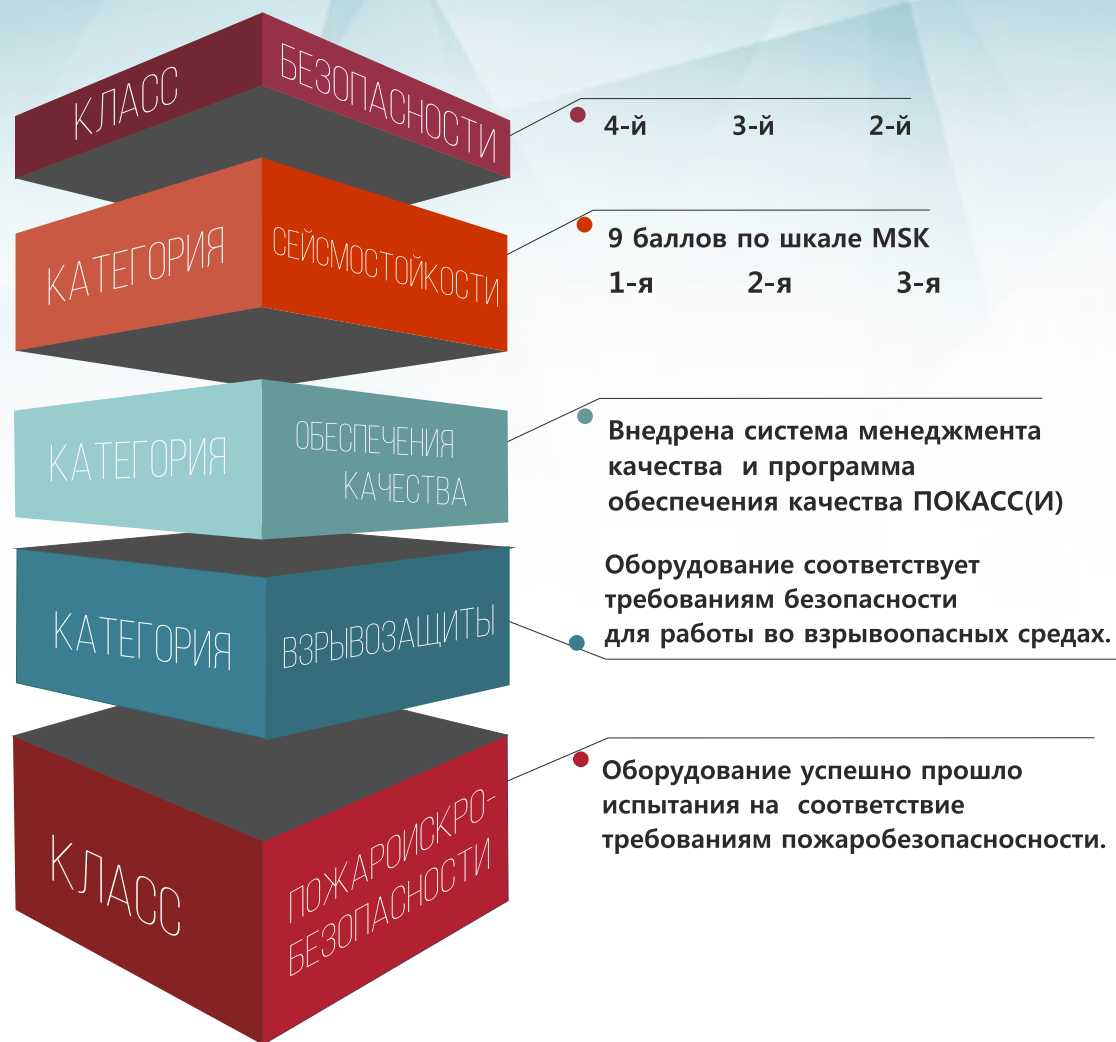 КЛАСС БЕЗОПАСНОСТИ
4-й 3-й 2-й
КАТЕГОРИЯ СЕЙСМОСТОЙКОСТИ
9 баллов по шкале MSK
1-я 2-я 3-я
КАТЕГОРИЯ ОБЕСПЕЧЕНИЯ
КАЧЕСТВА
Внедрена система менеджмента
качества и программа
обеспечения качества ПОКАСС(И)
КАТЕГОРИЯ ВЗРЫВОЗАЩИТЫ
Оборудование соответствует
требованиям безопасности
для работы во взрывоопасных средах.
КЛАСС ПОЖАРОИСКРО-
БЕЗОПАСНОСТИ
Оборудование успешно прошло
испытания на соответствие
требованиям пожаробезопасносности.